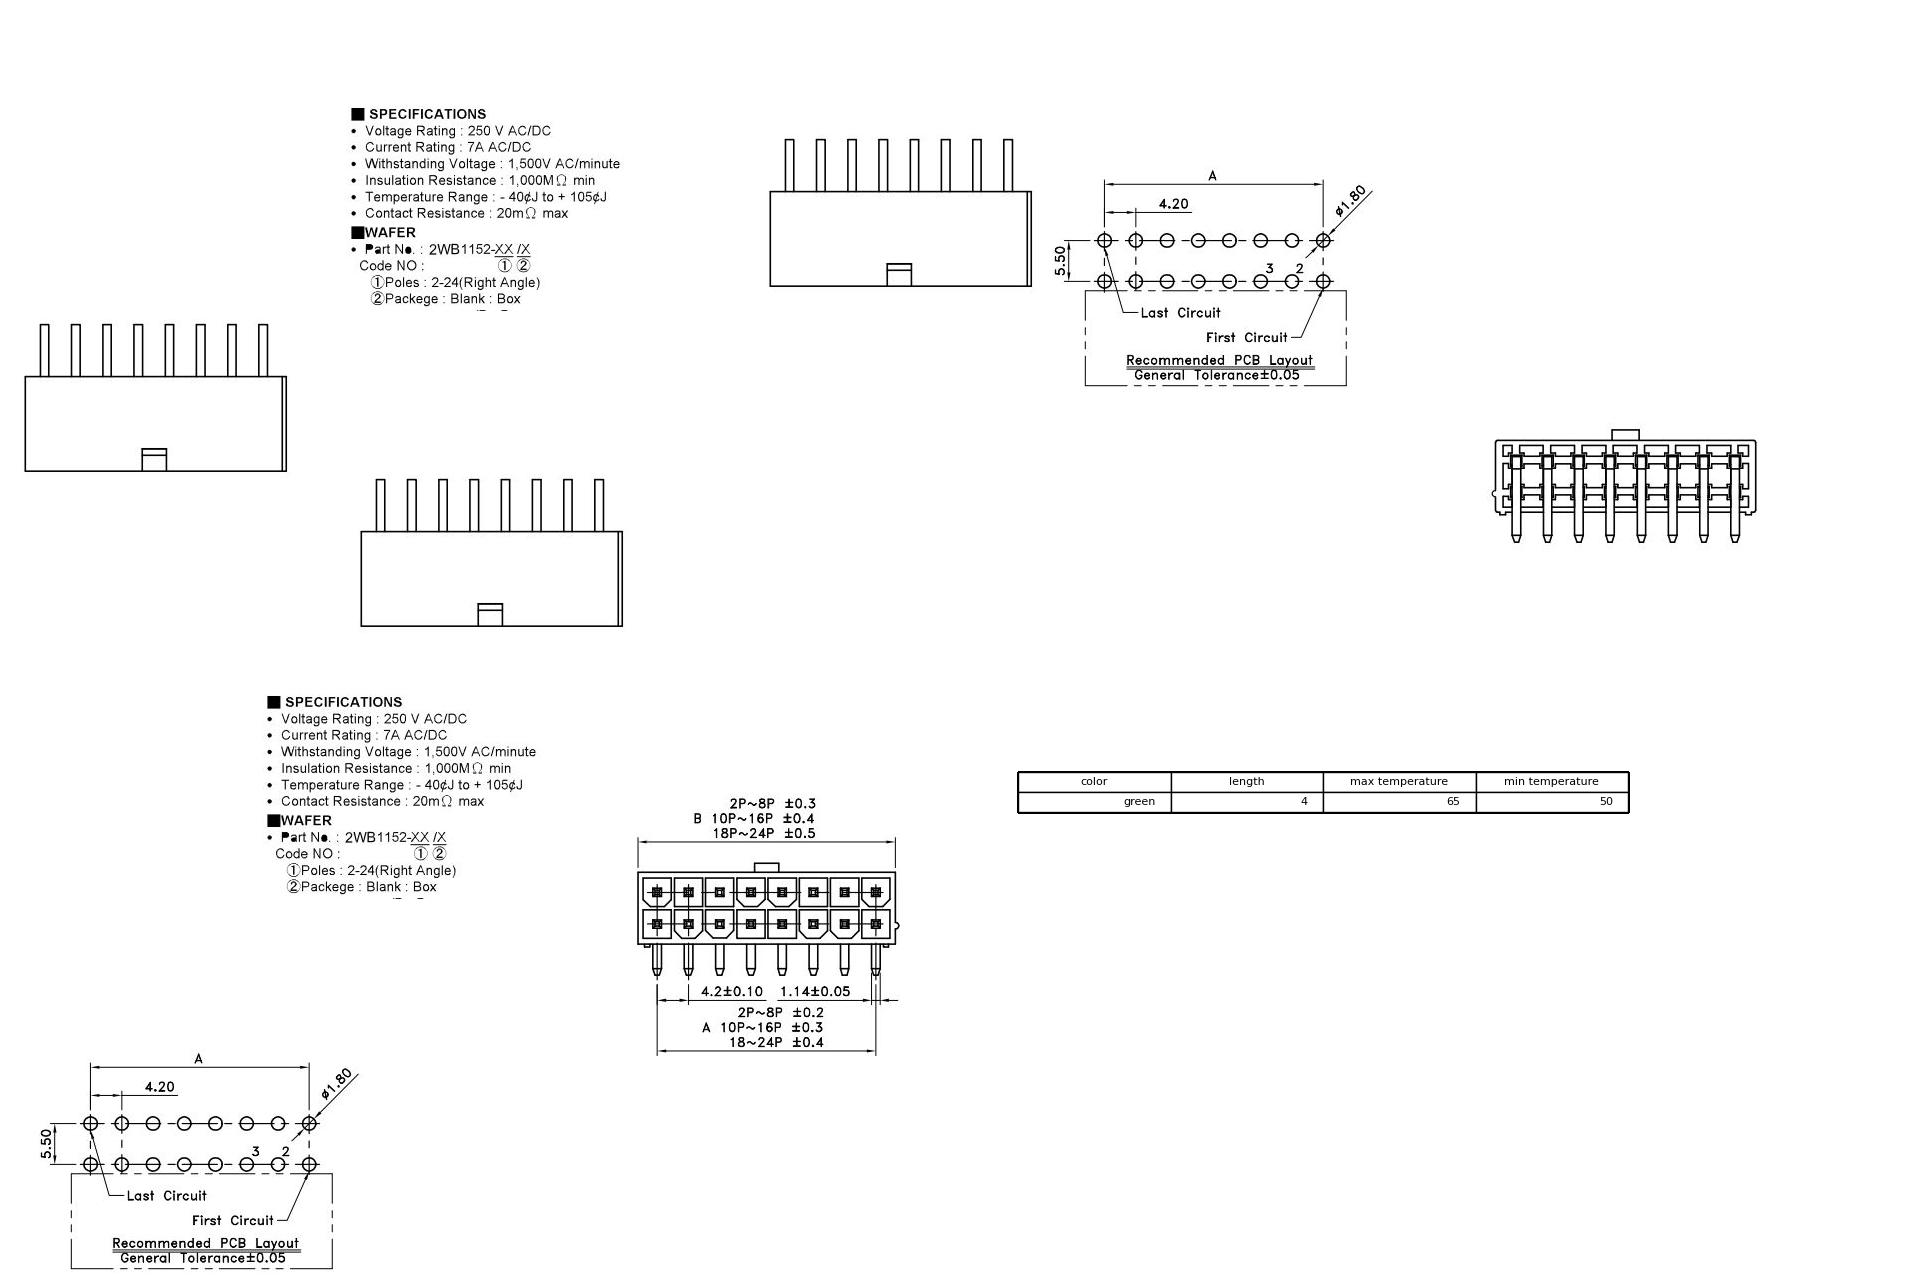 ■ SPECIFICATIONS
• Voltage Rating : 250 V AC/DC
• Current Rating : 7A AC/DC
• Withstanding Voltage : 1,500V AC/minute
• Insulation Resistance : 1,000MΩ min
• Temperature Range : - 40¢J to + 105¢J
• Contact Resistance : 20mΩ max
■WAFER
• Part No. : 2WB1152-XX /X
Code NO : ① ②
①Poles : 2-24(Right Angle)
②Packege : Blank : Box
A
4.20
ø1.80
5.50
3 2
Last Circuit
First Circuit
Recommended PCB Layout
General Tolerance±0.05
■ SPECIFICATIONS
• Voltage Rating : 250 V AC/DC
• Current Rating : 7A AC/DC
• Withstanding Voltage : 1,500V AC/minute
• Insulation Resistance : 1,000MΩ min
• Temperature Range : - 40¢J to + 105¢J
• Contact Resistance : 20mΩ max
■WAFER
• Part No. : 2WB1152-XX /X
Code NO : ① ②
①Poles : 2-24(Right Angle)
②Packege : Blank : Box
color length max temperature min temperature
green 4 65 50
2P~8P ±0.3
B 10P~16P ±0.4
18P~24P ±0.5
4.2±0.10 1.14±0.05
2P~8P ±0.2
A 10P~16P ±0.3
18~24P ±0.4
A
4.20
ø1.80
5.50
3 2
Last Circuit
First Circuit
Recommended PCB Layout
General Tolerance±0.05